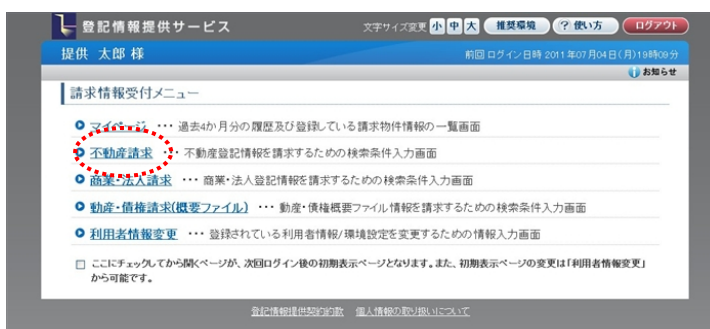 登記情報提供サービス
文字サイズ変更 小 中 大 推奨環境 ? 使い方 ログアウト
提供 太郎 様
前回 ログイン日時 2011年07月04日(月)19時09分
お知らせ
請求情報受付メニュー
マイページ ･･･ 過去4か月分の履歴及び登録している請求物件情報の一覧画面
不動産請求 ･･･ 不動産登記情報を請求するための検索条件入力画面
商業・法人請求 ･･･ 商業・法人登記情報を請求するための検索条件入力画面
動産・債権請求(概要ファイル) ･･･ 動産・債権概要ファイル情報を請求するための検索条件入力画面
利用者情報変更 ･･･ 登録されている利用者情報/環境設定を変更するための情報入力画面
ここにチェックしてから開くページが、次回ログイン後の初期表示ページとなります。また、初期表示ページの変更は「利用者情報変更」
から可能です。
登記情報提供契約約款 個人情報の取り扱いについて